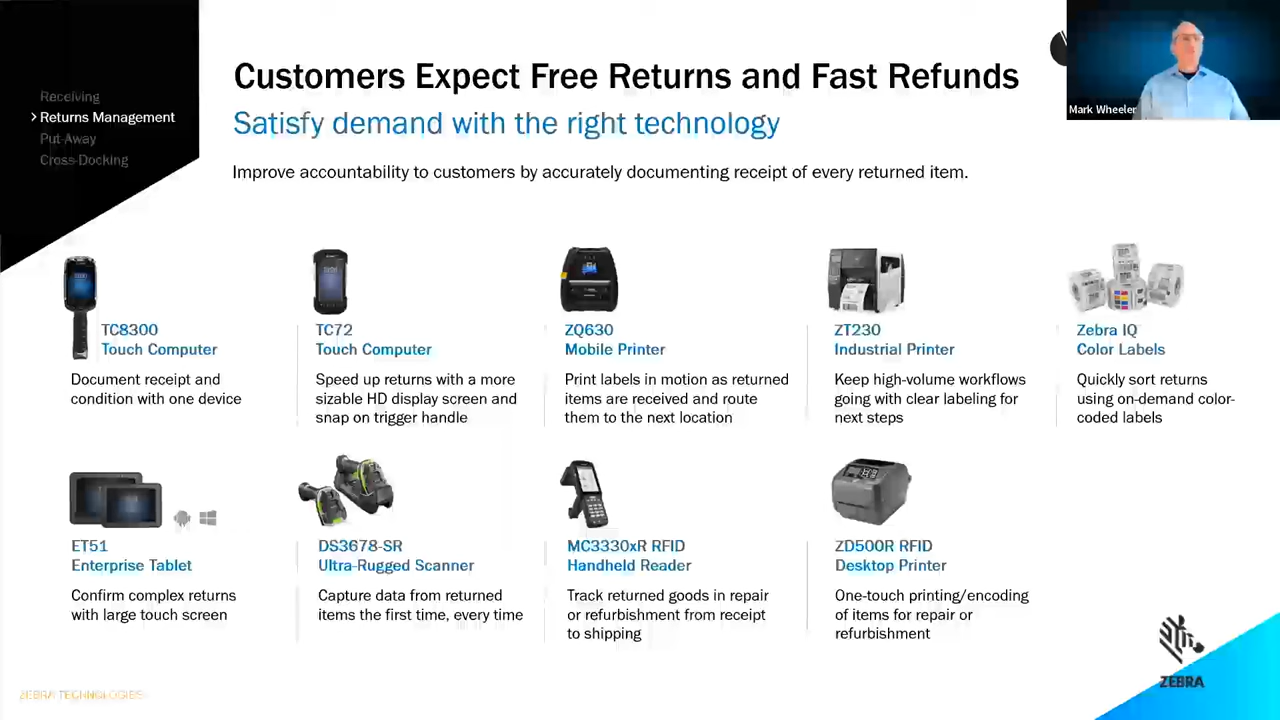 Receiving
Returns Management
Put-Away
Cross-Docking
Customers Expect Free Returns and Fast Refunds
Satisfy demand with the right technology
Improve accountability to customers by accurately documenting receipt of every returned item.
Mark Wheeler
TC8300
Touch Computer
Document receipt and
condition with one device
TC72
Touch Computer
Speed up returns with a more
sizable HD display screen and
snap on trigger handle
ZQ630
Mobile Printer
Print labels in motion as returned
items are received and route
them to the next location
ZT230
Industrial Printer
Keep high-volume workflows
going with clear labeling for
next steps
Zebra IQ
Color Labels
Quickly sort returns
using on-demand color-
coded labels
ET51
Enterprise Tablet
Confirm complex returns
with large touch screen
DS3678-SR
Ultra-Rugged Scanner
Capture data from returned
items the first time, every time
MC3330xR RFID
Handheld Reader
Track returned goods in repair
or refurbishment from receipt
to shipping
ZD500R RFID
Desktop Printer
One-touch printing/encoding
of items for repair or
refurbishment
ZEBRA TECHNOLOGIES
ZEBRA